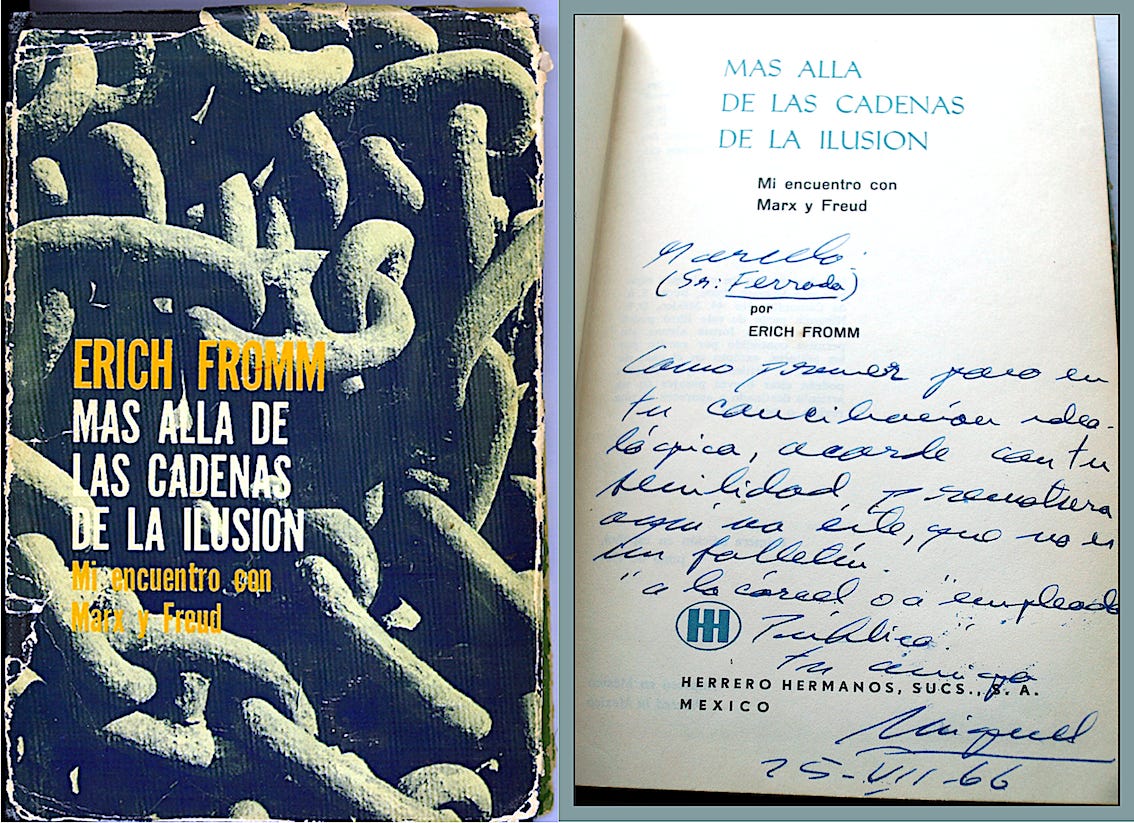 ERICH FROMM
MAS ALLA DE
LAS CADENAS
DE LA ILUSION
Mi encuentro con
Marx y Freud
MAS ALLA
DE LAS CADENAS
DE LA ILUSION
Mi encuentro con
Marx y Freud
Marcelo:
(Sr: Ferrada)
por
ERICH FROMM
Como primer paso en
tu conciliación ideo-
lógica, acorde con tu
senilidad, prematura
aquí va éste, que no es
un folletín.
"a la cárcel o a empleado
Público"
HH
tu amigo
HERRERO HERMANOS, SUCS., S. A.
MEXICO
Miguel
25-VII-66